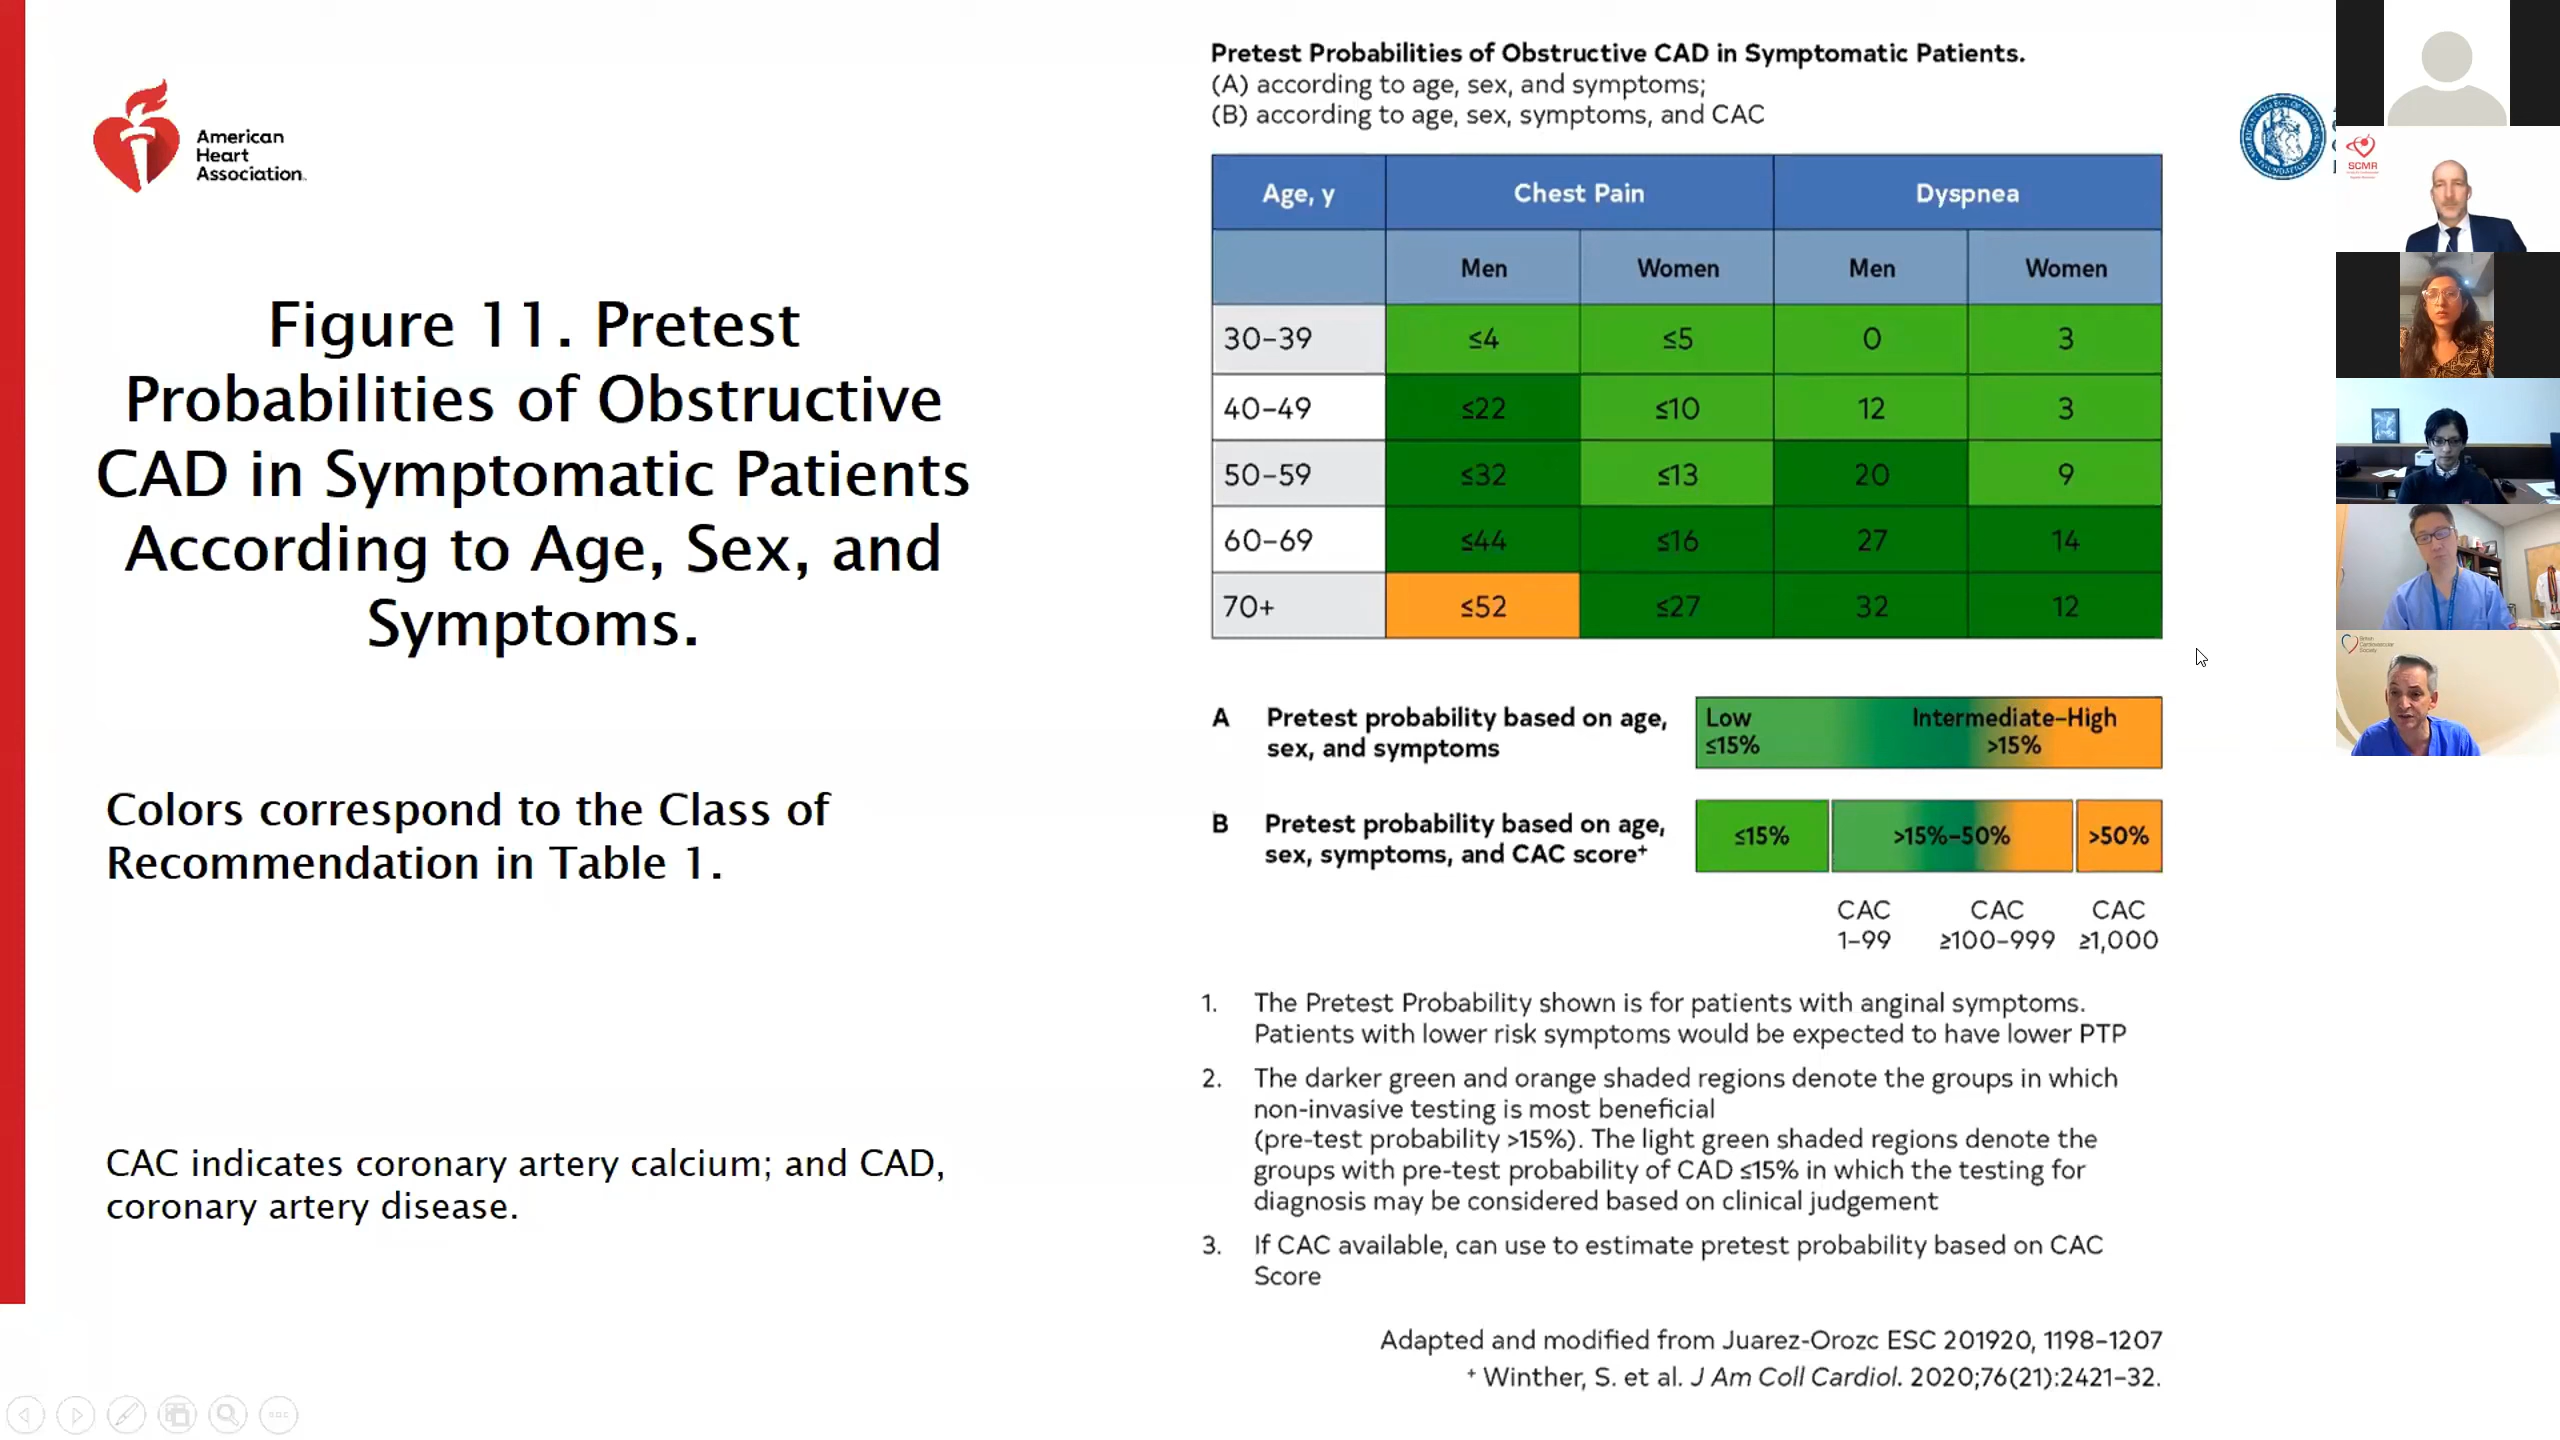 American
Heart
Association.
Figure 11. Pretest
Probabilities of Obstructive
CAD in Symptomatic Patients
According to Age, Sex, and
Symptoms.
Colors correspond to the Class of
Recommendation in Table 1.
CAC indicates coronary artery calcium; and CAD,
coronary artery disease.
Pretest Probabilities of Obstructive CAD in Symptomatic Patients.
(A) according to age, sex, and symptoms;
(B) according to age, sex, symptoms, and CAC
Age, y Chest Pain Dyspnea
Men Women Men Women
30–39 ≤4 ≤5 0 3
40–49 ≤22 ≤10 12 3
50–59 ≤32 ≤13 20 9
60–69 ≤44 ≤16 27 14
70+ ≤52 ≤27 32 12
A Pretest probability based on age,
sex, and symptoms
Low Intermediate–High
≤15% >15%
B Pretest probability based on age,
sex, symptoms, and CAC score+
≤15% >15%–50% >50%
CAC CAC CAC
1–99 ≥100–999 ≥1,000
1. The Pretest Probability shown is for patients with anginal symptoms.
Patients with lower risk symptoms would be expected to have lower PTP
2. The darker green and orange shaded regions denote the groups in which
non-invasive testing is most beneficial
(pre-test probability >15%). The light green shaded regions denote the
groups with pre-test probability of CAD ≤15% in which the testing for
diagnosis may be considered based on clinical judgement
3. If CAC available, can use to estimate pretest probability based on CAC
Score
Adapted and modified from Juarez-Orozc ESC 201920, 1198–1207
+ Winther, S. et al. J Am Coll Cardiol. 2020;76(21):2421–32.
SCMR
British
Cardiovascular
Society